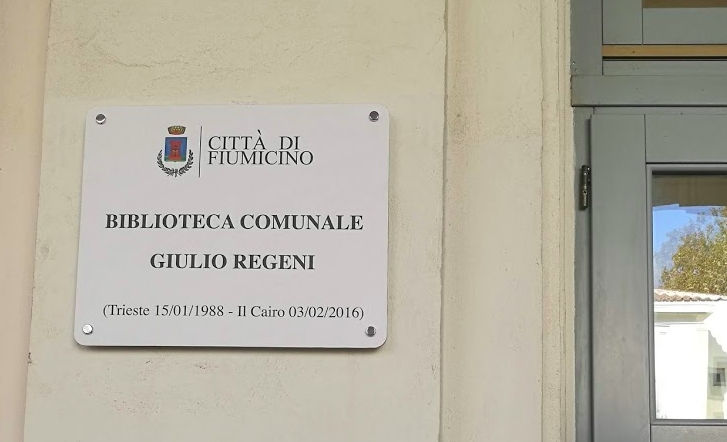 CITTÀ DI
FIUMICINO
BIBLIOTECA COMUNALE
GIULIO REGENI
(Trieste 15/01/1988 - Il Cairo 03/02/2016)